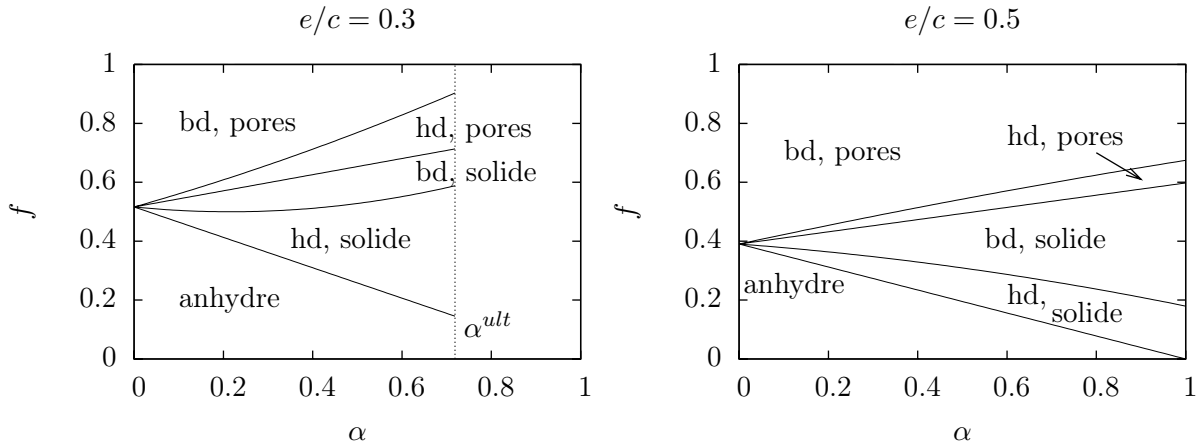 e/c = 0.3
f
1
0.8
0.6
0.4
0.2
0
bd, pores
hd, pores
bd, solide
hd, solide
anhydre
α^{ult}
0 0.2 0.4 0.6 0.8 1
α
e/c = 0.5
f
1
0.8
0.6
0.4
0.2
0
hd, pores
bd, pores
bd, solide
anhydre
hd,
solide
0 0.2 0.4 0.6 0.8 1
α